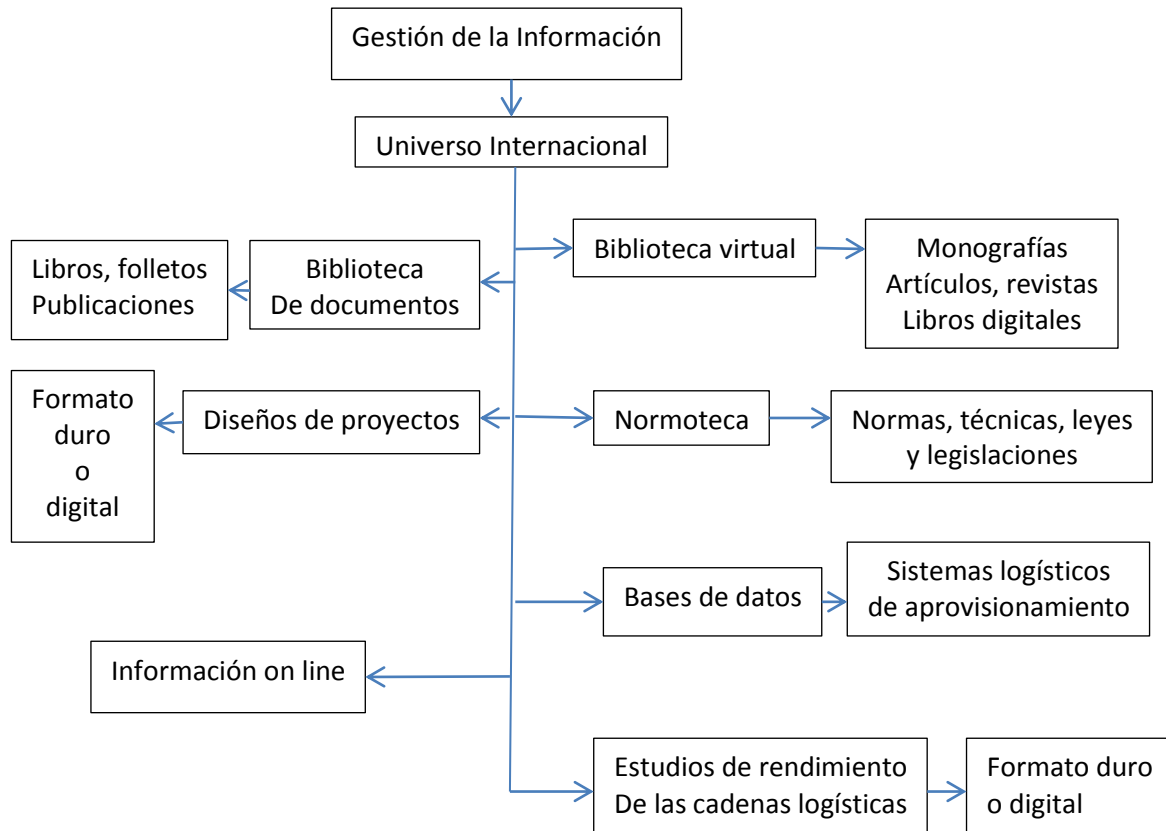 Gestión de la Información
Universo Internacional
Biblioteca virtual
Monografías
Artículos, revistas
Libros digitales
Biblioteca
De documentos
Libros, folletos
Publicaciones
Diseños de proyectos
Formato
duro
o
digital
Normoteca
Normas, técnicas, leyes
y legislaciones
Bases de datos
Sistemas logísticos
de aprovisionamiento
Información on line
Estudios de rendimiento
De las cadenas logísticas
Formato duro
o digital